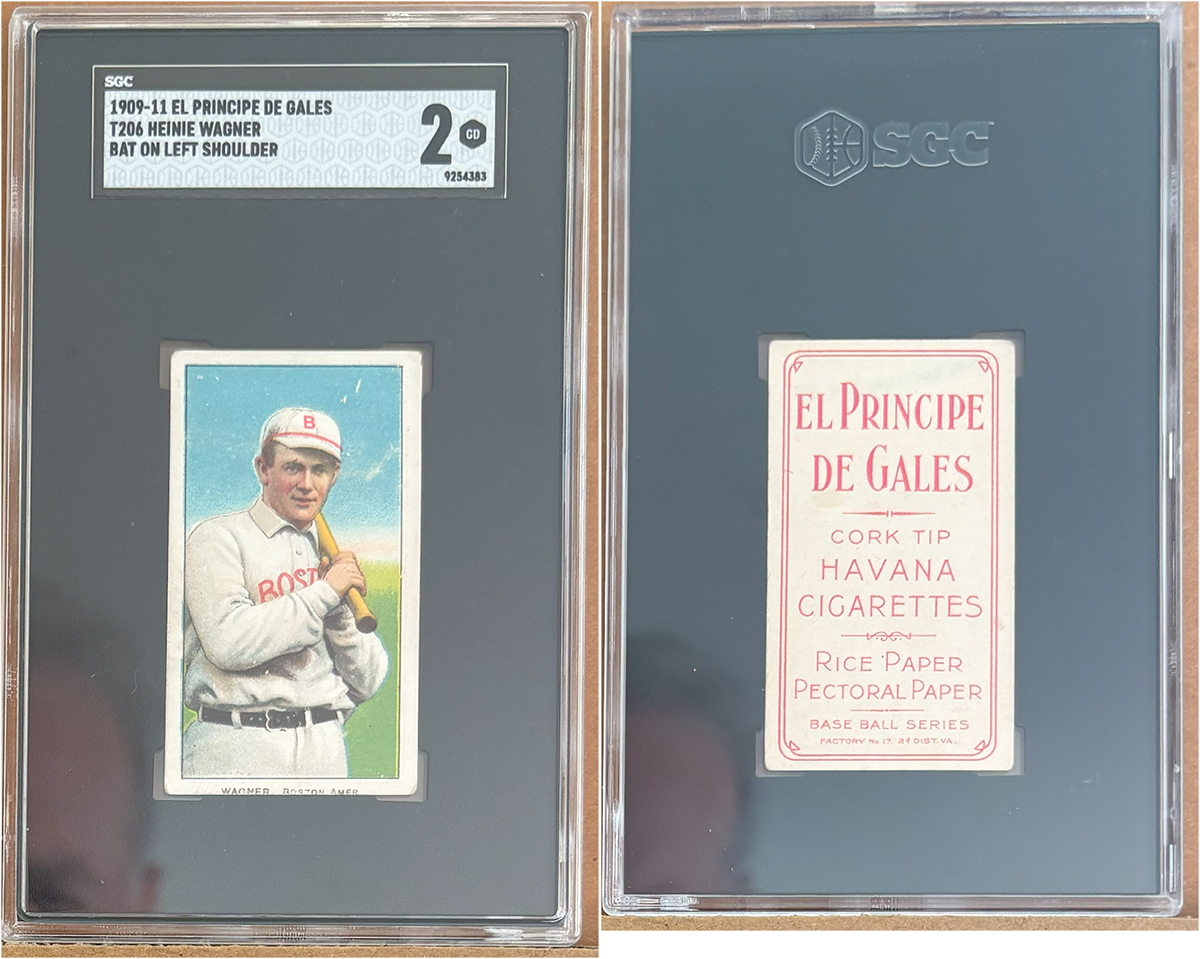 SGC
1909-11 EL PRINCIPE DE GALES
T206 HEINIE WAGNER
BAT ON LEFT SHOULDER
2 GD
9254383
B
BOST
WAGNER, BOSTON AMER
SGC
EL PRINCIPE
DE GALES
CORK TIP
HAVANA
CIGARETTES
RICE PAPER
PECTORAL PAPER
BASE BALL SERIES
FACTORY No 17. 2d DIST. VA.